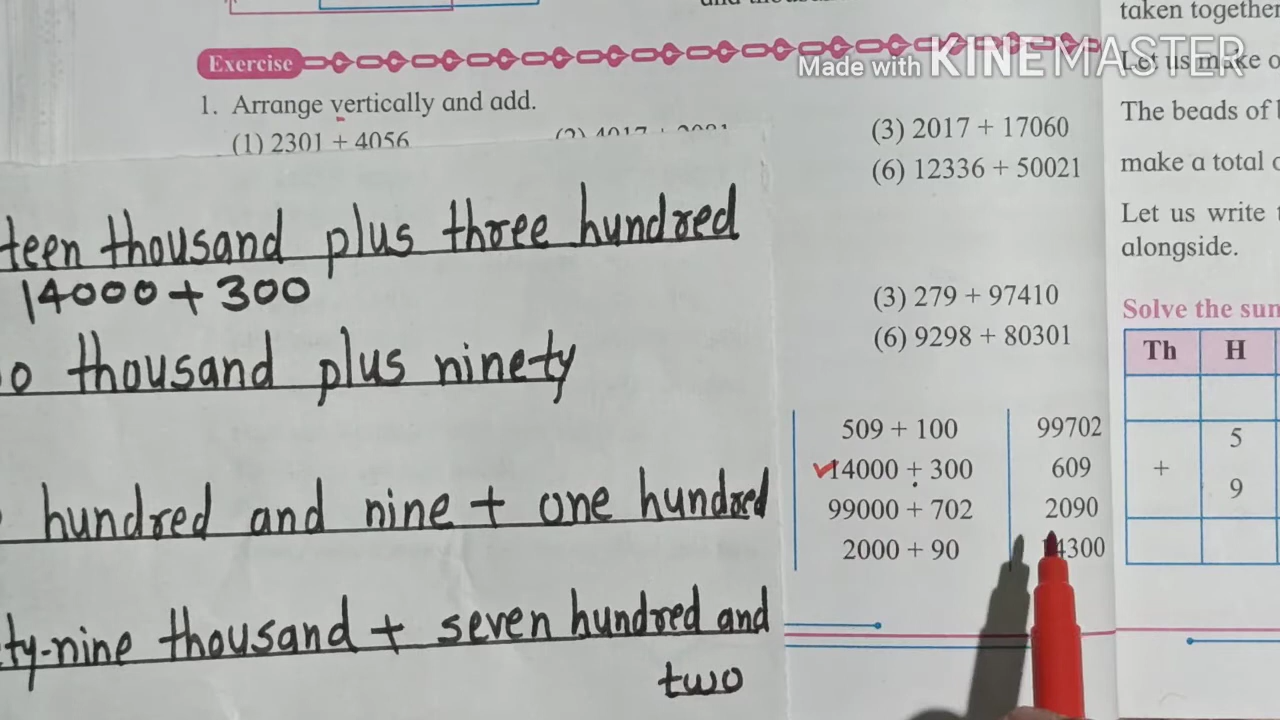 Exercise
Made with KINEMASTER
1. Arrange vertically and add.
(1) 2301 + 4056
(3) 2017 + 17060
(6) 12336 + 50021
teen thousand plus three hundred
14000 + 300
o thousand plus ninety
hundred and nine + one hundred
ty-nine thousand + seven hundred and
two
(3) 279 + 97410
(6) 9298 + 80301
509 + 100 99702
14000 + 300 609
99000 + 702 2090
2000 + 90 14300
taken together
Let us make o
The beads of
make a total
Let us write
alongside.
Solve the sun
Th H
5
+ 9